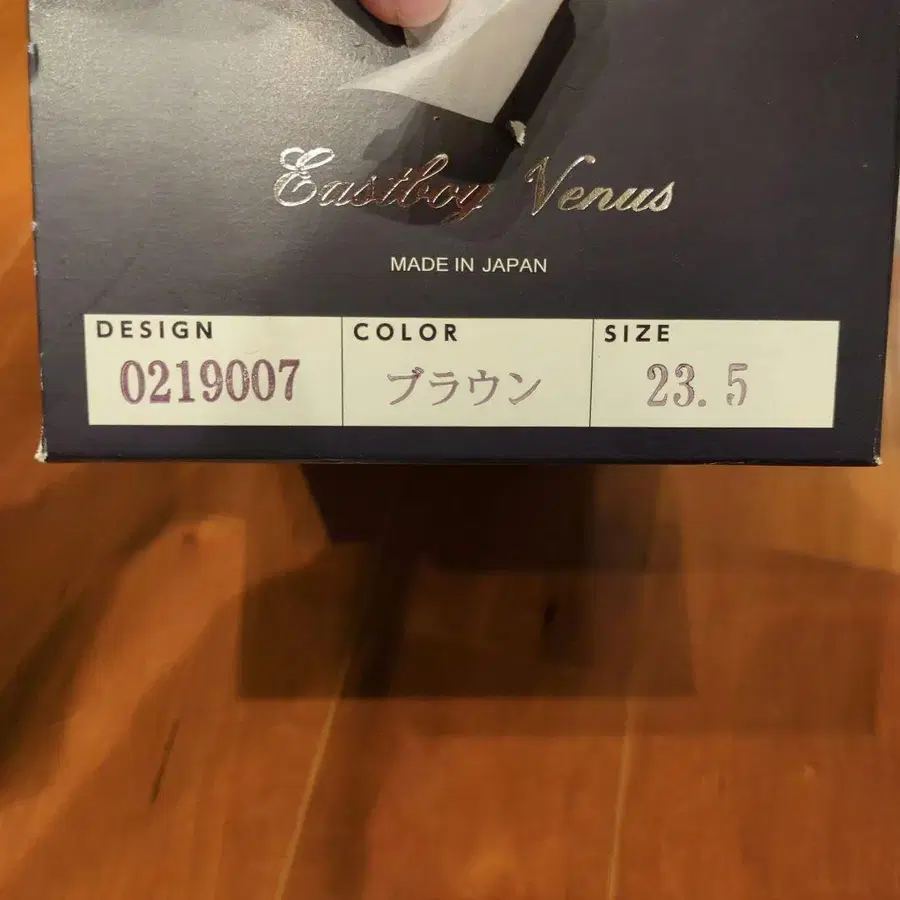 Eastboy Venus
MADE IN JAPAN
DESIGN COLOR SIZE
0219007 ブラウン 23.5